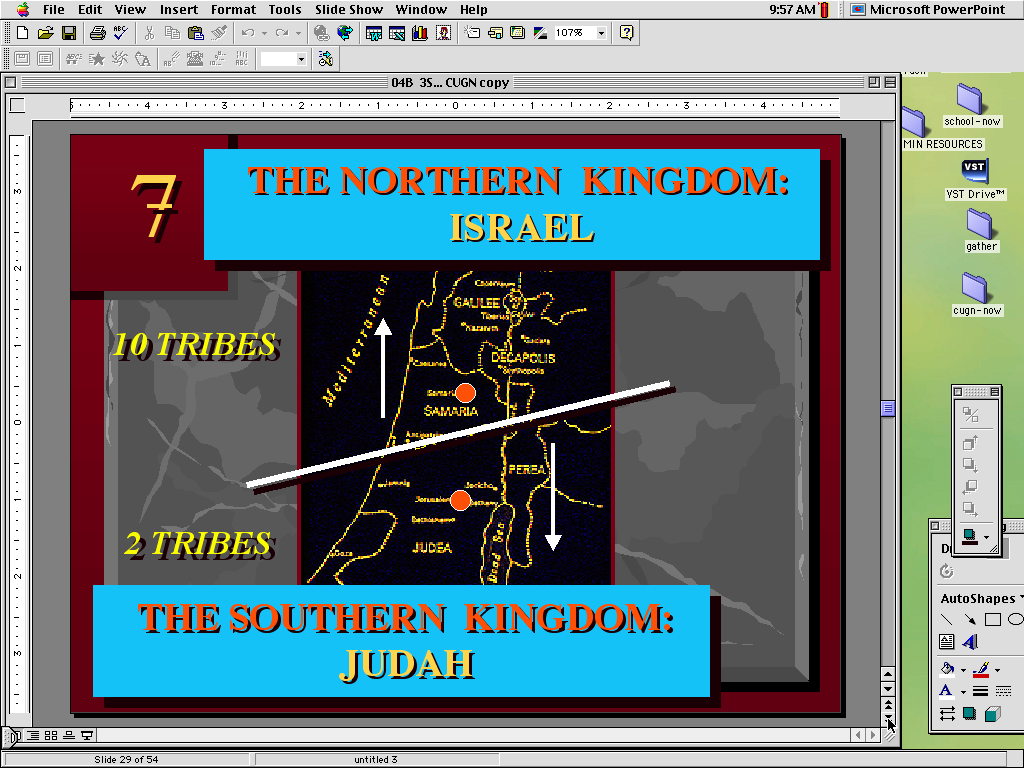 File Edit View Insert Format Tools Slide Show Window Help 9:57 AM Microsoft PowerPoint
107%
04B 3S... CUGN copy
school-now
MIN RESOURCES
VST
VST Drive™
gather
cugn-now
7
THE NORTHERN KINGDOM:
ISRAEL
10 TRIBES
Mediterranean
GALILEE
Nazareth
DECAPOLIS
SAMARIA
PEREA
Jericho
JUDEA
Gaza
Dead Sea
2 TRIBES
THE SOUTHERN KINGDOM:
JUDAH
AutoShapes
Slide 29 of 54
untitled 3